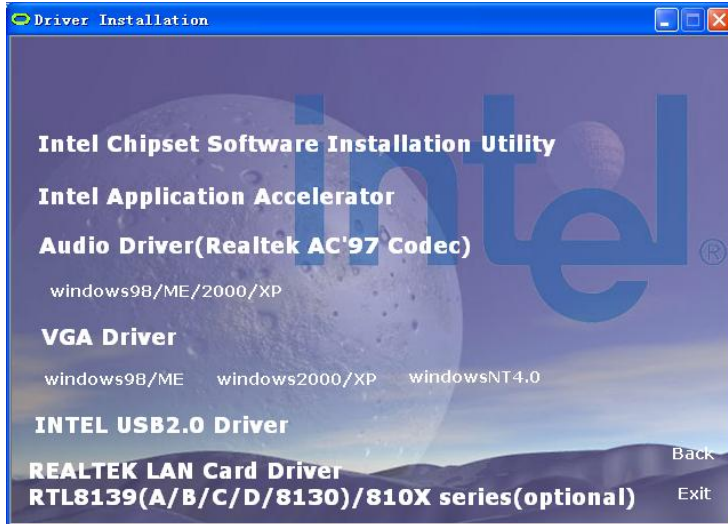 Driver Installation
intel
®
Intel Chipset Software Installation Utility
Intel Application Accelerator
Audio Driver(Realtek AC'97 Codec)
windows98/ME/2000/XP
VGA Driver
windows98/ME windows2000/XP windowsNT4.0
INTEL USB2.0 Driver
Back
REALTEK LAN Card Driver
RTL8139(A/B/C/D/8130)/810X series(optional)
Exit